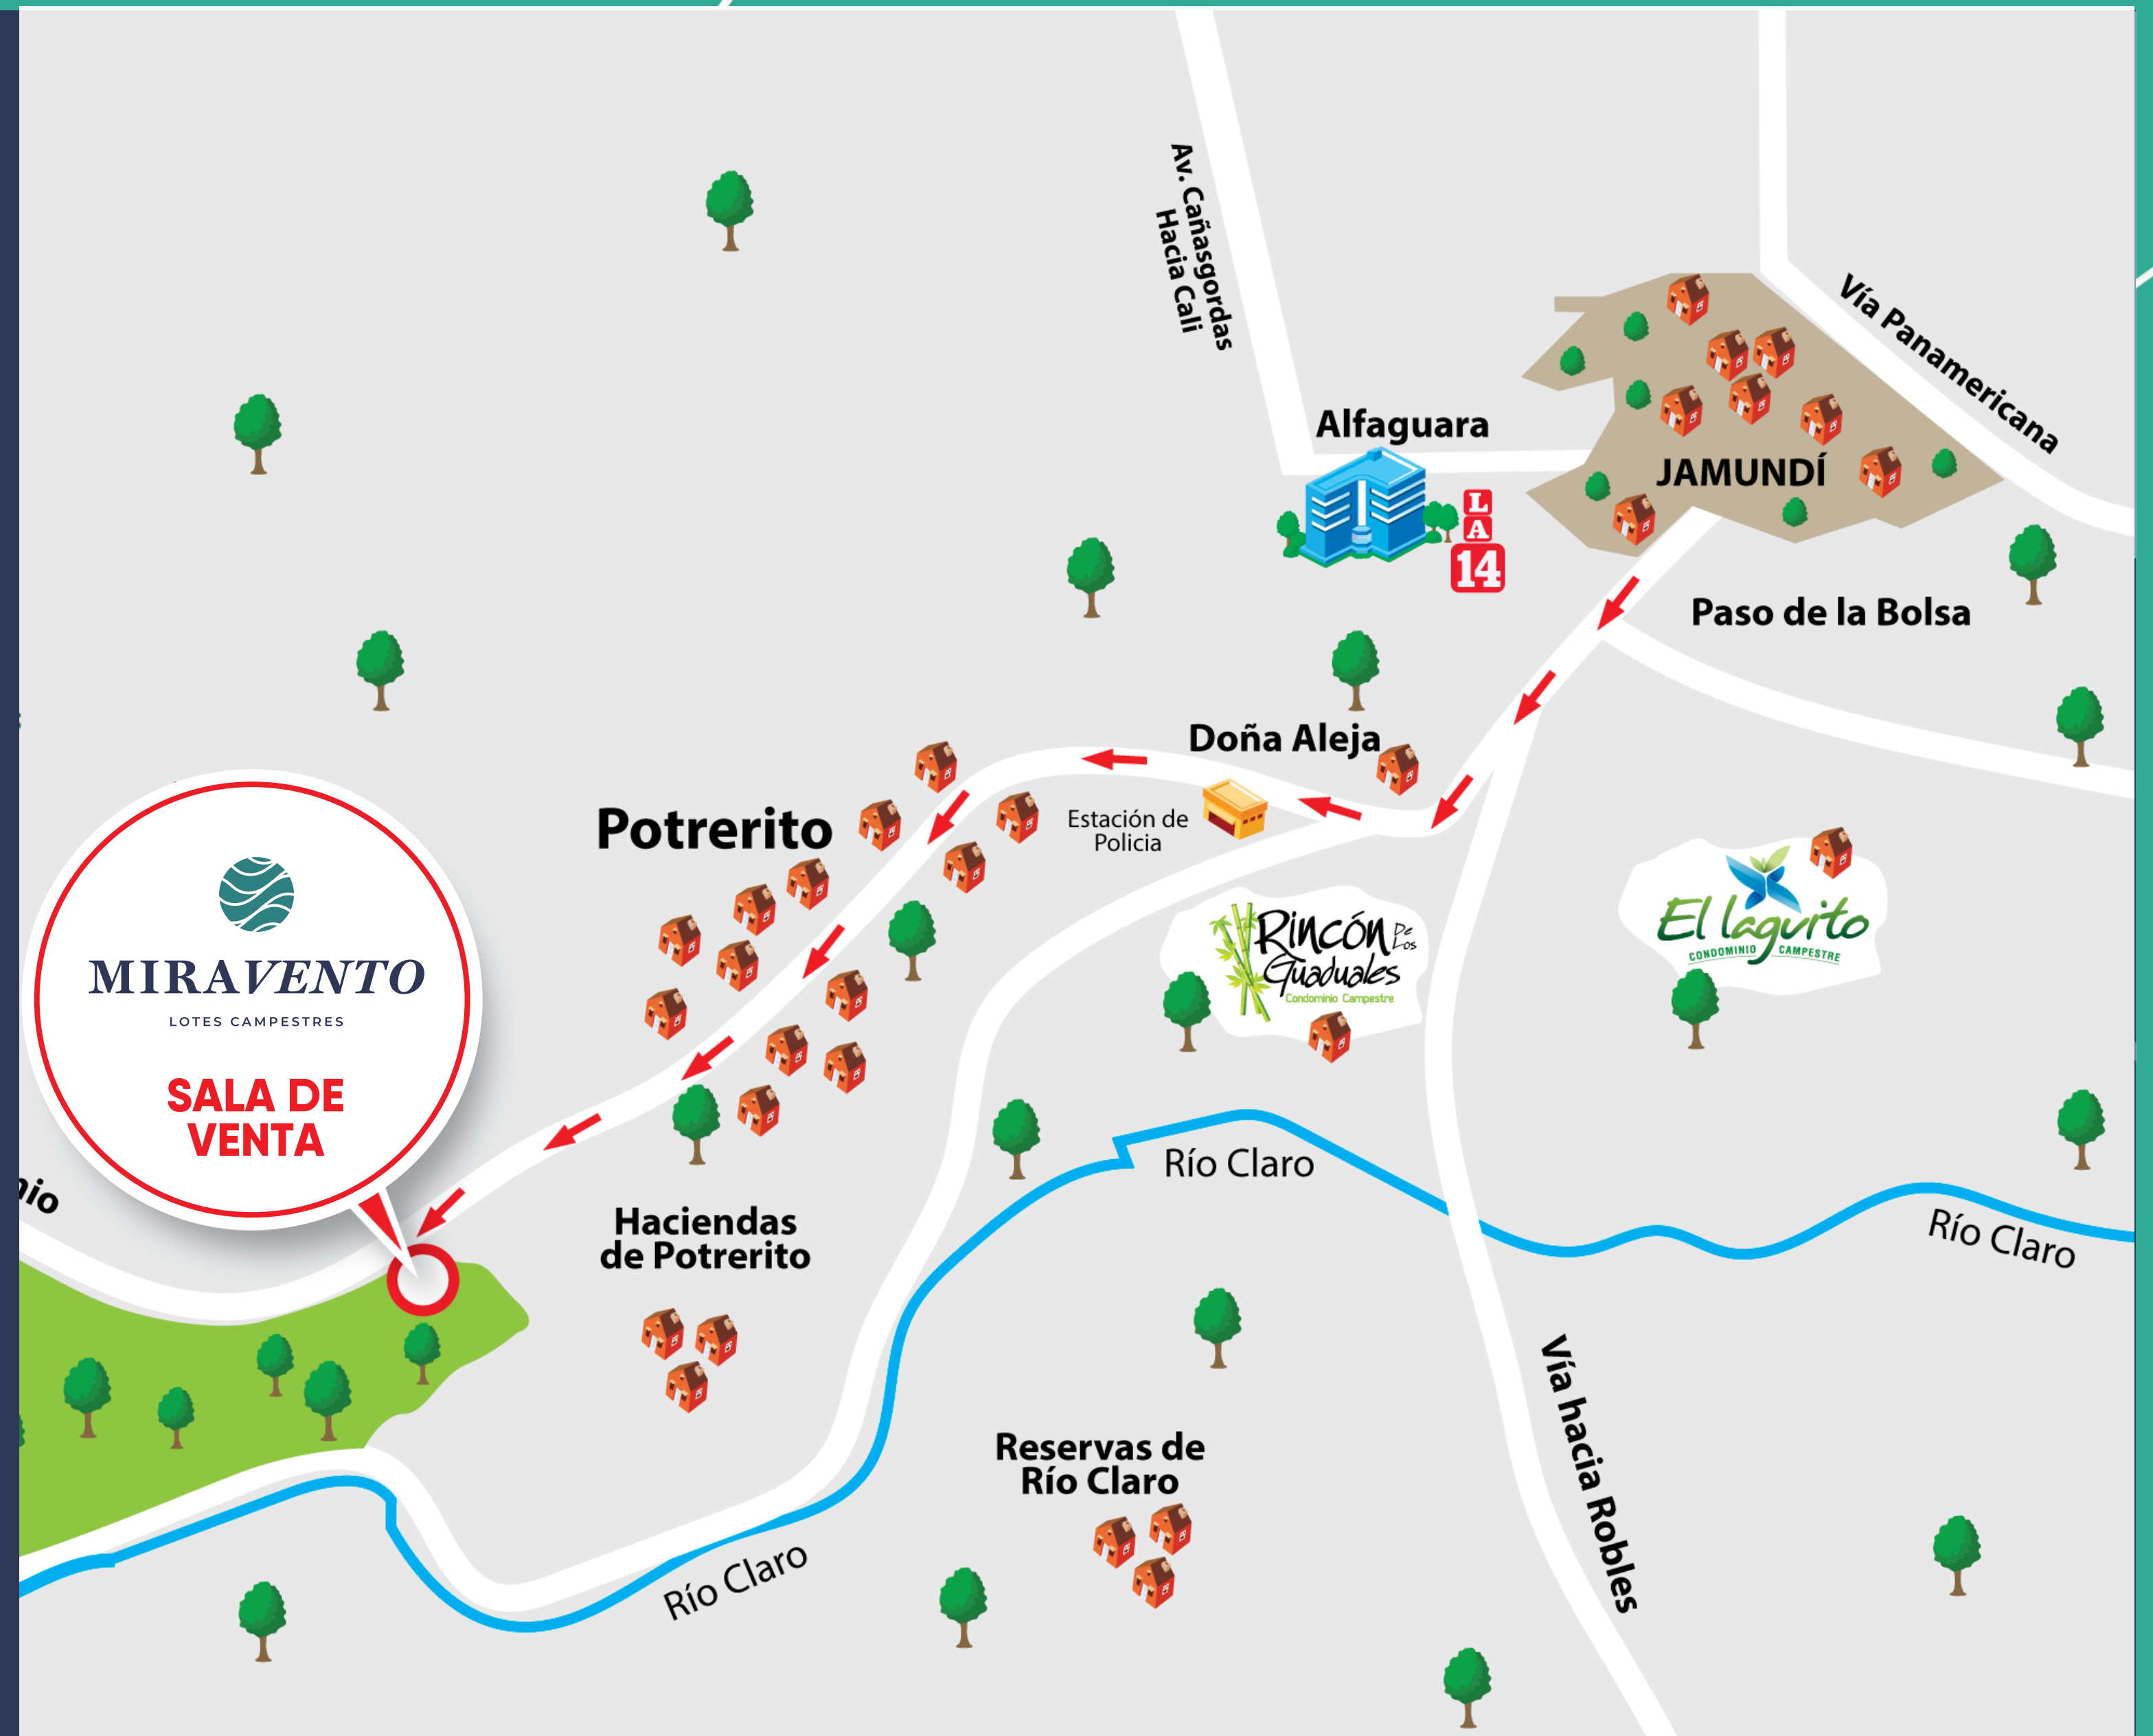 Av. Cañasgordas
Hacia Cali
Vía Panamericana
Alfaguara
JAMUNDÍ
LA
14
Paso de la Bolsa
Doña Aleja
Estación de
Policia
Potrerito
Rincón De Los
Guaduales
Condominio Campestre
El laguito
CONDOMINIO CAMPESTRE
MIRAVENTO
LOTES CAMPESTRES
SALA DE
VENTA
Río Claro
Río Claro
Haciendas
de Potrerito
Vía hacia Robles
Reservas de
Río Claro
Río Claro